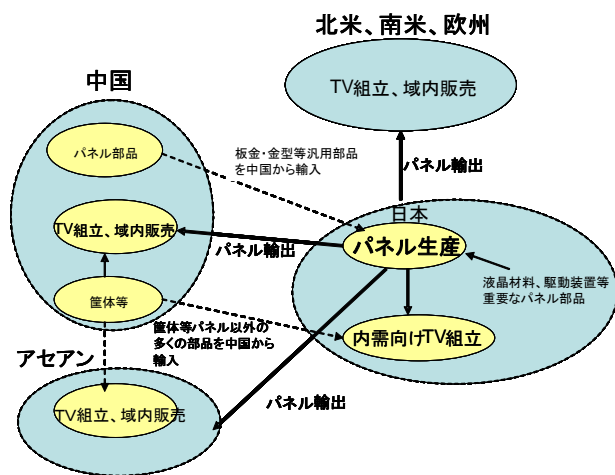 北米、南米、欧州
TV組立、域内販売
中国
パネル部品
板金・金型等汎用部品
を中国から輸入
パネル輸出
日本
TV組立、域内販売
パネル輸出
パネル生産
液晶材料、駆動装置等
重要なパネル部品
筐体等
筐体等パネル以外の
多くの部品を中国から
輸入
内需向けTV組立
アセアン
TV組立、域内販売
パネル輸出